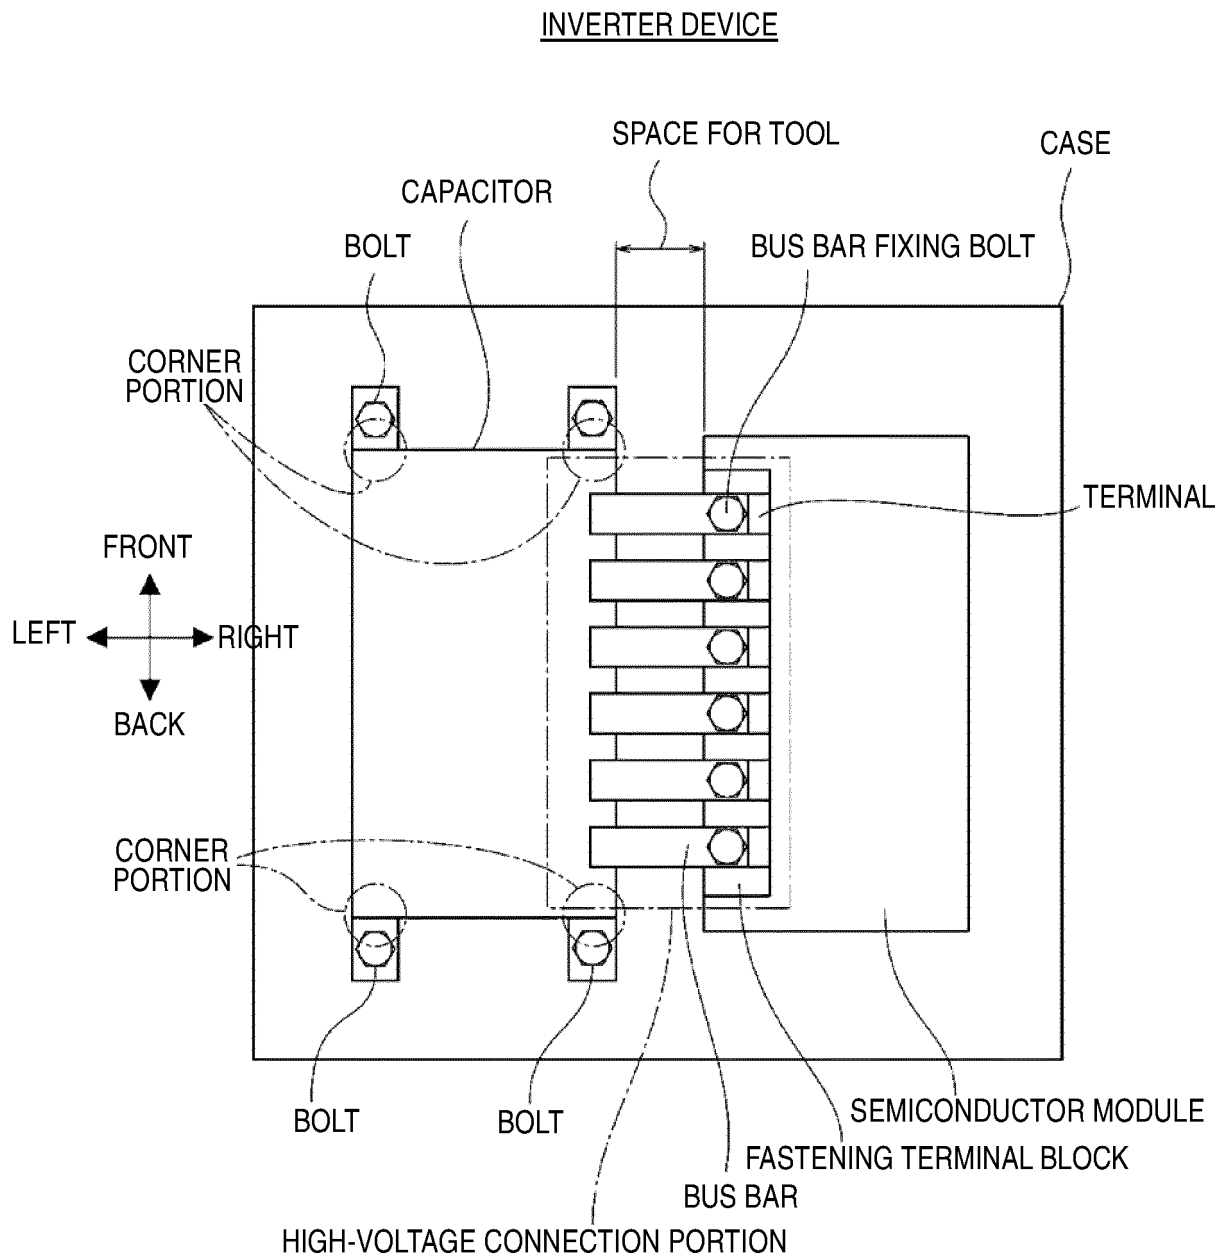 INVERTER DEVICE
SPACE FOR TOOL
CASE
CAPACITOR
BOLT
BUS BAR FIXING BOLT
CORNER
PORTION
TERMINAL
FRONT
LEFT
RIGHT
BACK
CORNER
PORTION
BOLT
BOLT
SEMICONDUCTOR MODULE
FASTENING TERMINAL BLOCK
BUS BAR
HIGH-VOLTAGE CONNECTION PORTION